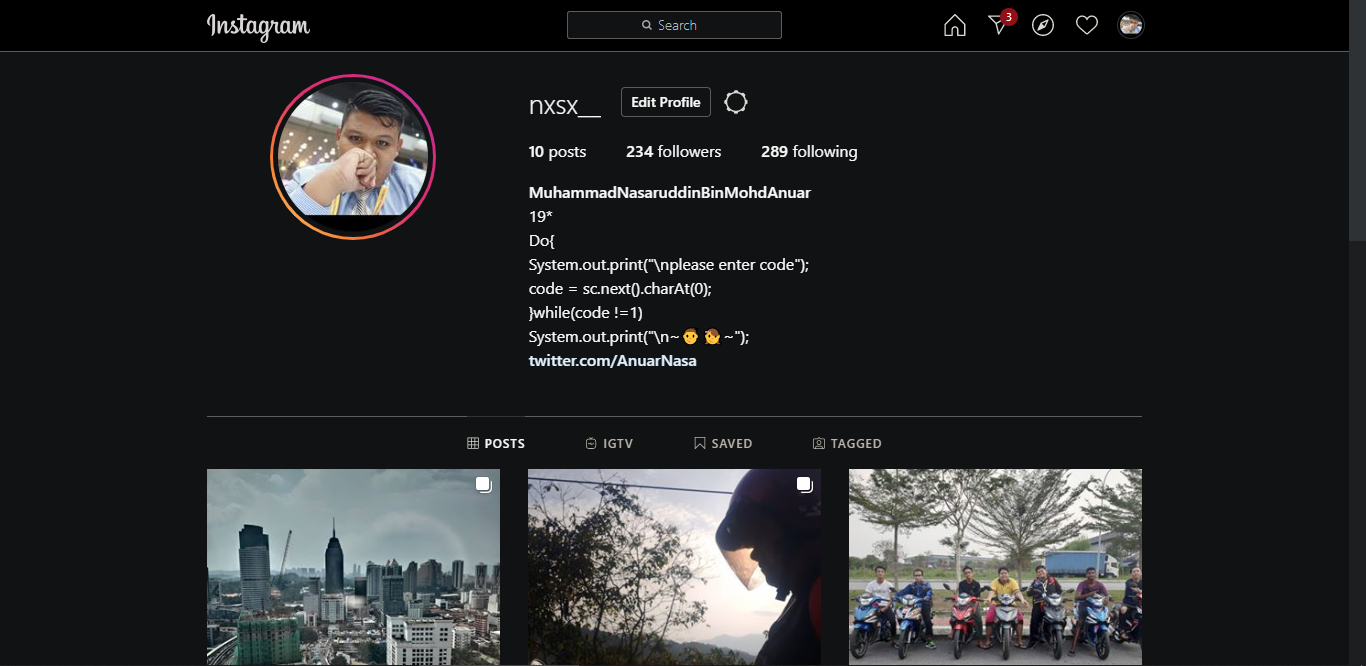 Instagram
Search
3
nxsx__
Edit Profile
10 posts
234 followers
289 following
MuhammadNasaruddinBinMohdAnuar
19*
Do{
System.out.print("\nplease enter code");
code = sc.next().charAt(0);
}while(code !=1)
System.out.print("\n~👨 🙍~");
twitter.com/AnuarNasa
POSTS
IGTV
SAVED
TAGGED